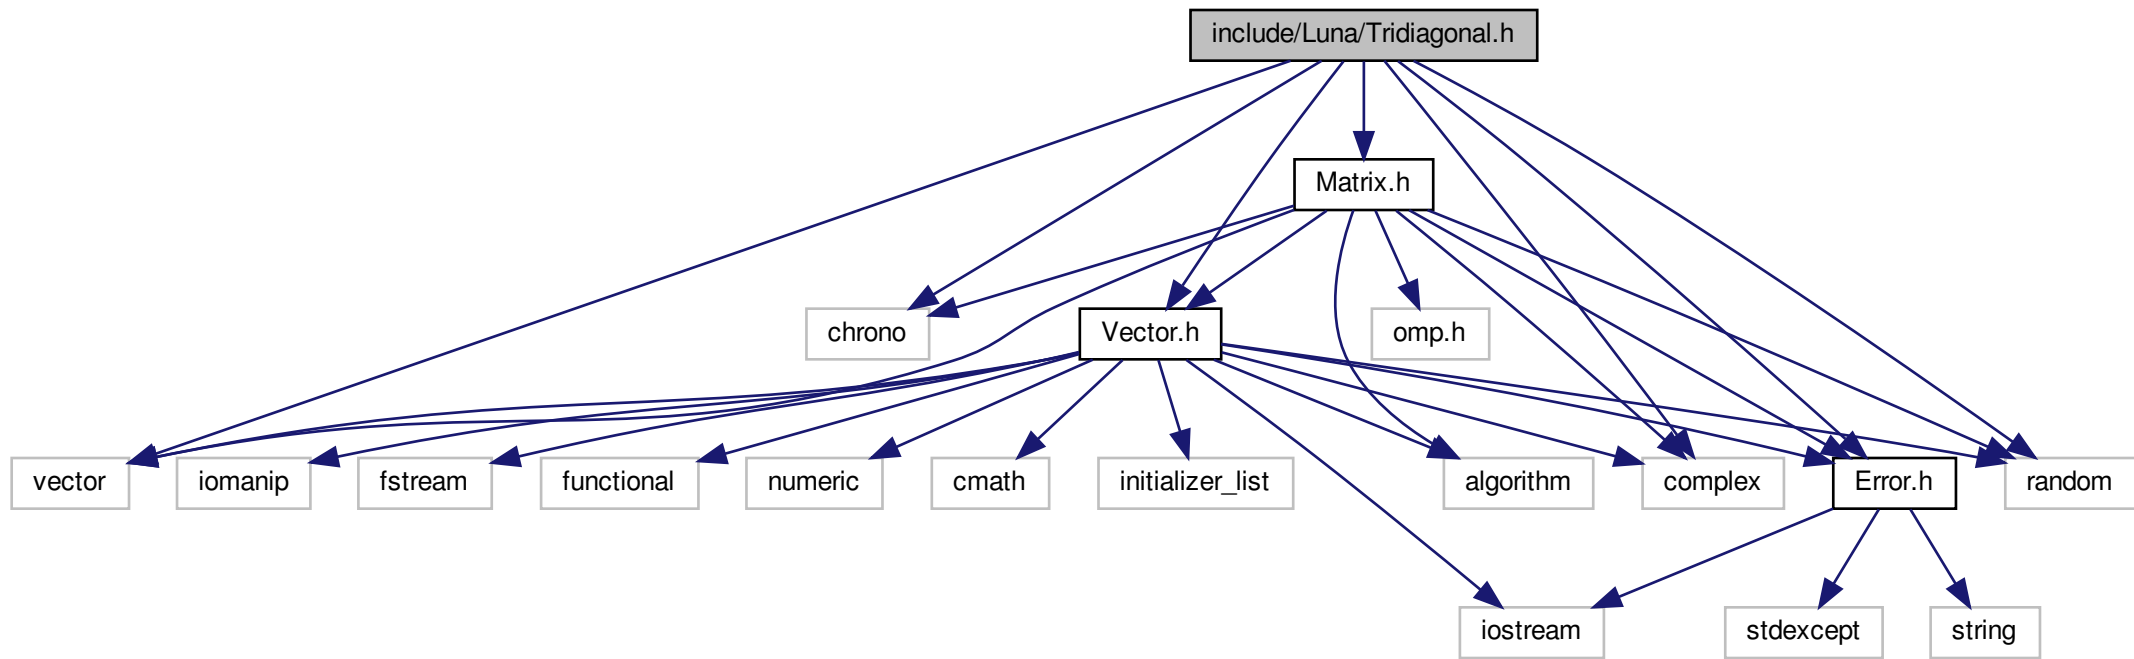 include/Luna/Tridiagonal.h
Matrix.h
chrono
Vector.h
omp.h
vector
iomanip
fstream
functional
numeric
cmath
initializer_list
algorithm
complex
Error.h
random
iostream
stdexcept
string